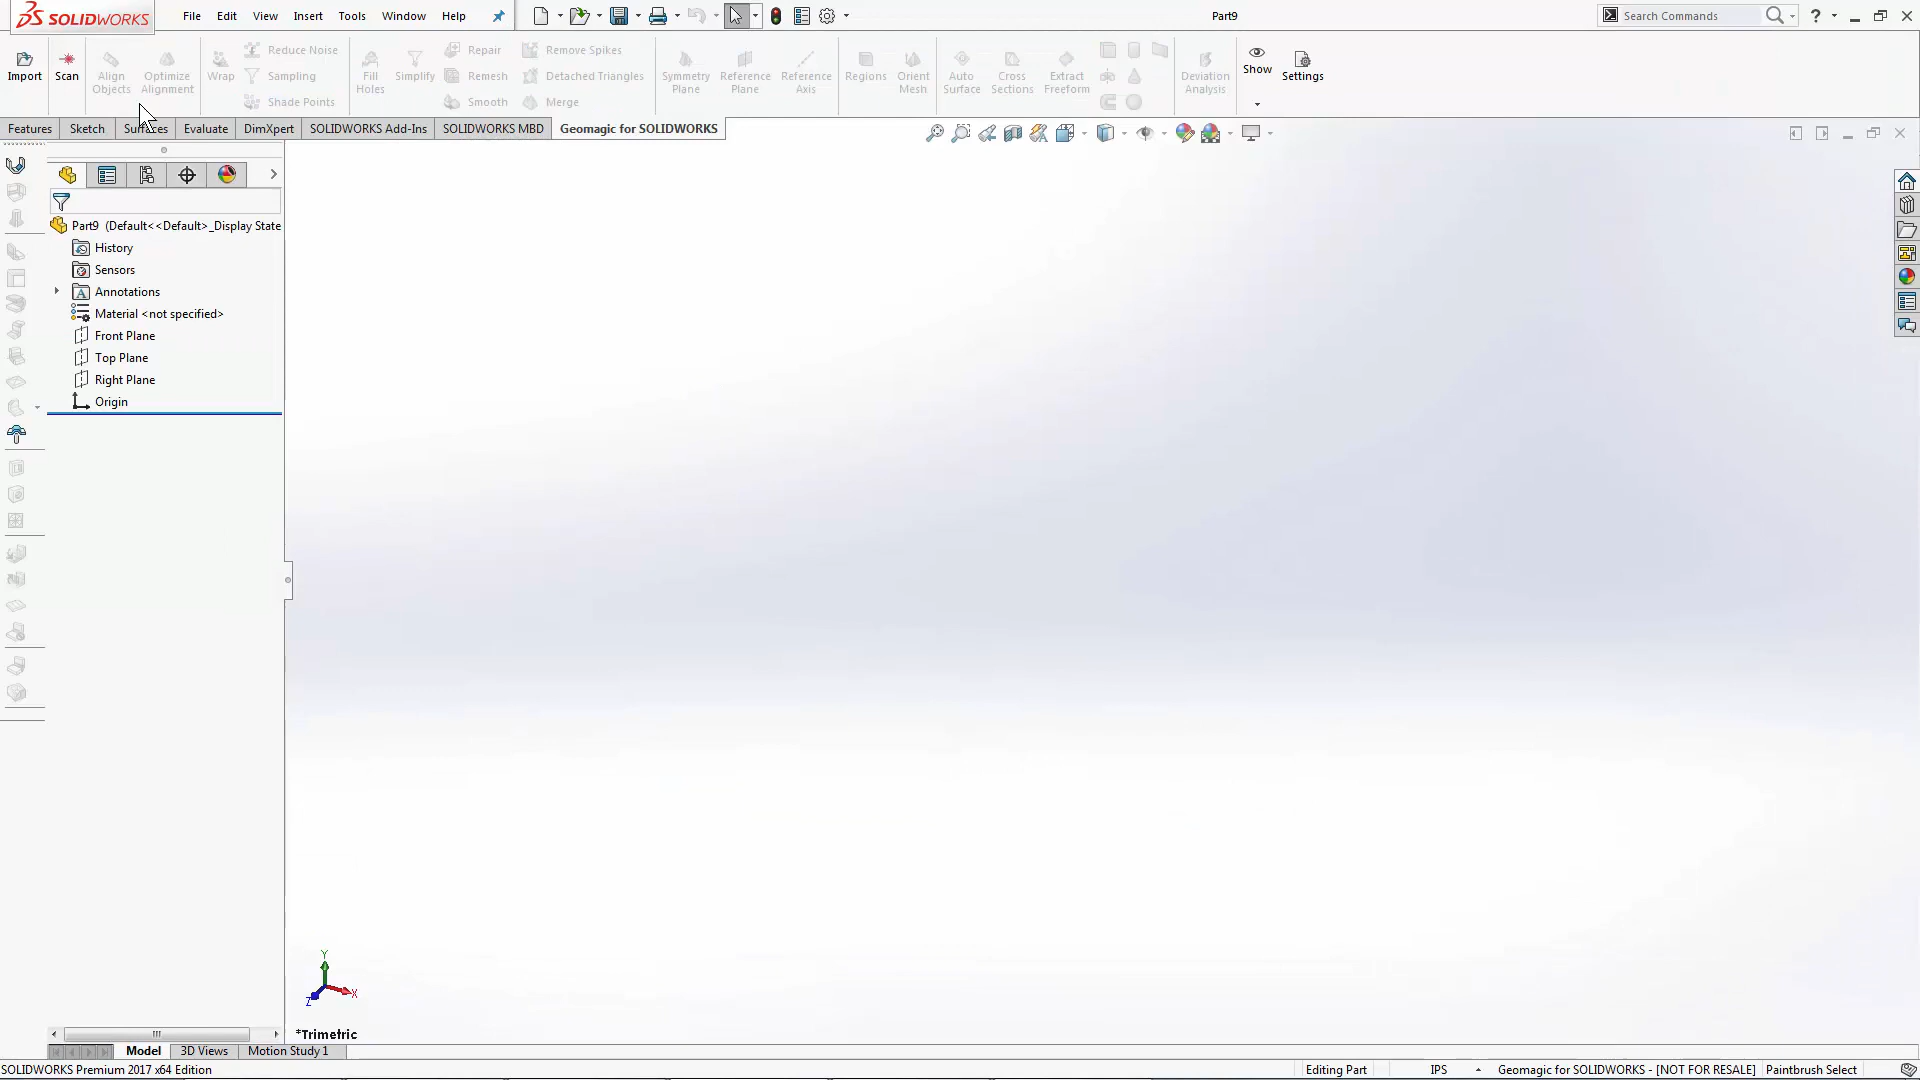 SOLIDWORKS File Edit View Insert Tools Window Help Part9 Search Commands ?
Import Scan Align Objects Optimize Alignment Wrap Reduce Noise Sampling Shade Points Fill Holes Simplify Repair Remesh Smooth Remove Spikes Detached Triangles Merge Symmetry Plane Reference Plane Reference Axis Regions Orient Mesh Auto Surface Cross Sections Extract Freeform Deviation Analysis Show Settings
Features Sketch Surfaces Evaluate DimXpert SOLIDWORKS Add-Ins SOLIDWORKS MBD Geomagic for SOLIDWORKS
Part9 (Default<<Default>_Display State
History
Sensors
Annotations
Material <not specified>
Front Plane
Top Plane
Right Plane
Origin
Y
X
Z
*Trimetric
Model 3D Views Motion Study 1
SOLIDWORKS Premium 2017 x64 Edition Editing Part IPS Geomagic for SOLIDWORKS - [NOT FOR RESALE] Paintbrush Select